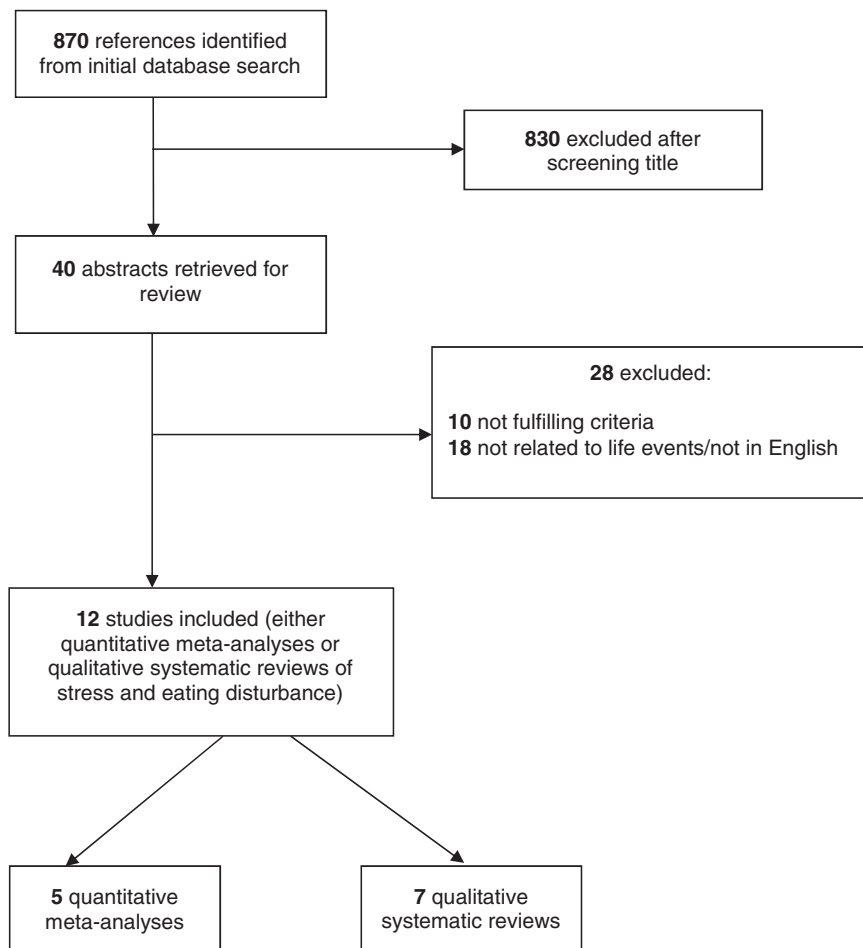 870 references identified
from initial database search
830 excluded after
screening title
40 abstracts retrieved for
review
28 excluded:
10 not fulfilling criteria
18 not related to life events/not in English
12 studies included (either
quantitative meta-analyses or
qualitative systematic reviews of
stress and eating disturbance)
5 quantitative
meta-analyses
7 qualitative
systematic reviews